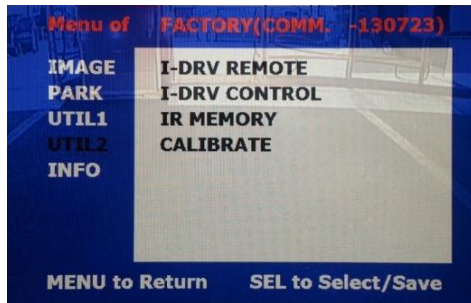 Menu of FACTORY(COMM. -130723)
IMAGE I-DRV REMOTE
PARK I-DRV CONTROL
UTIL1 IR MEMORY
UTIL2 CALIBRATE
INFO
MENU to Return SEL to Select/Save